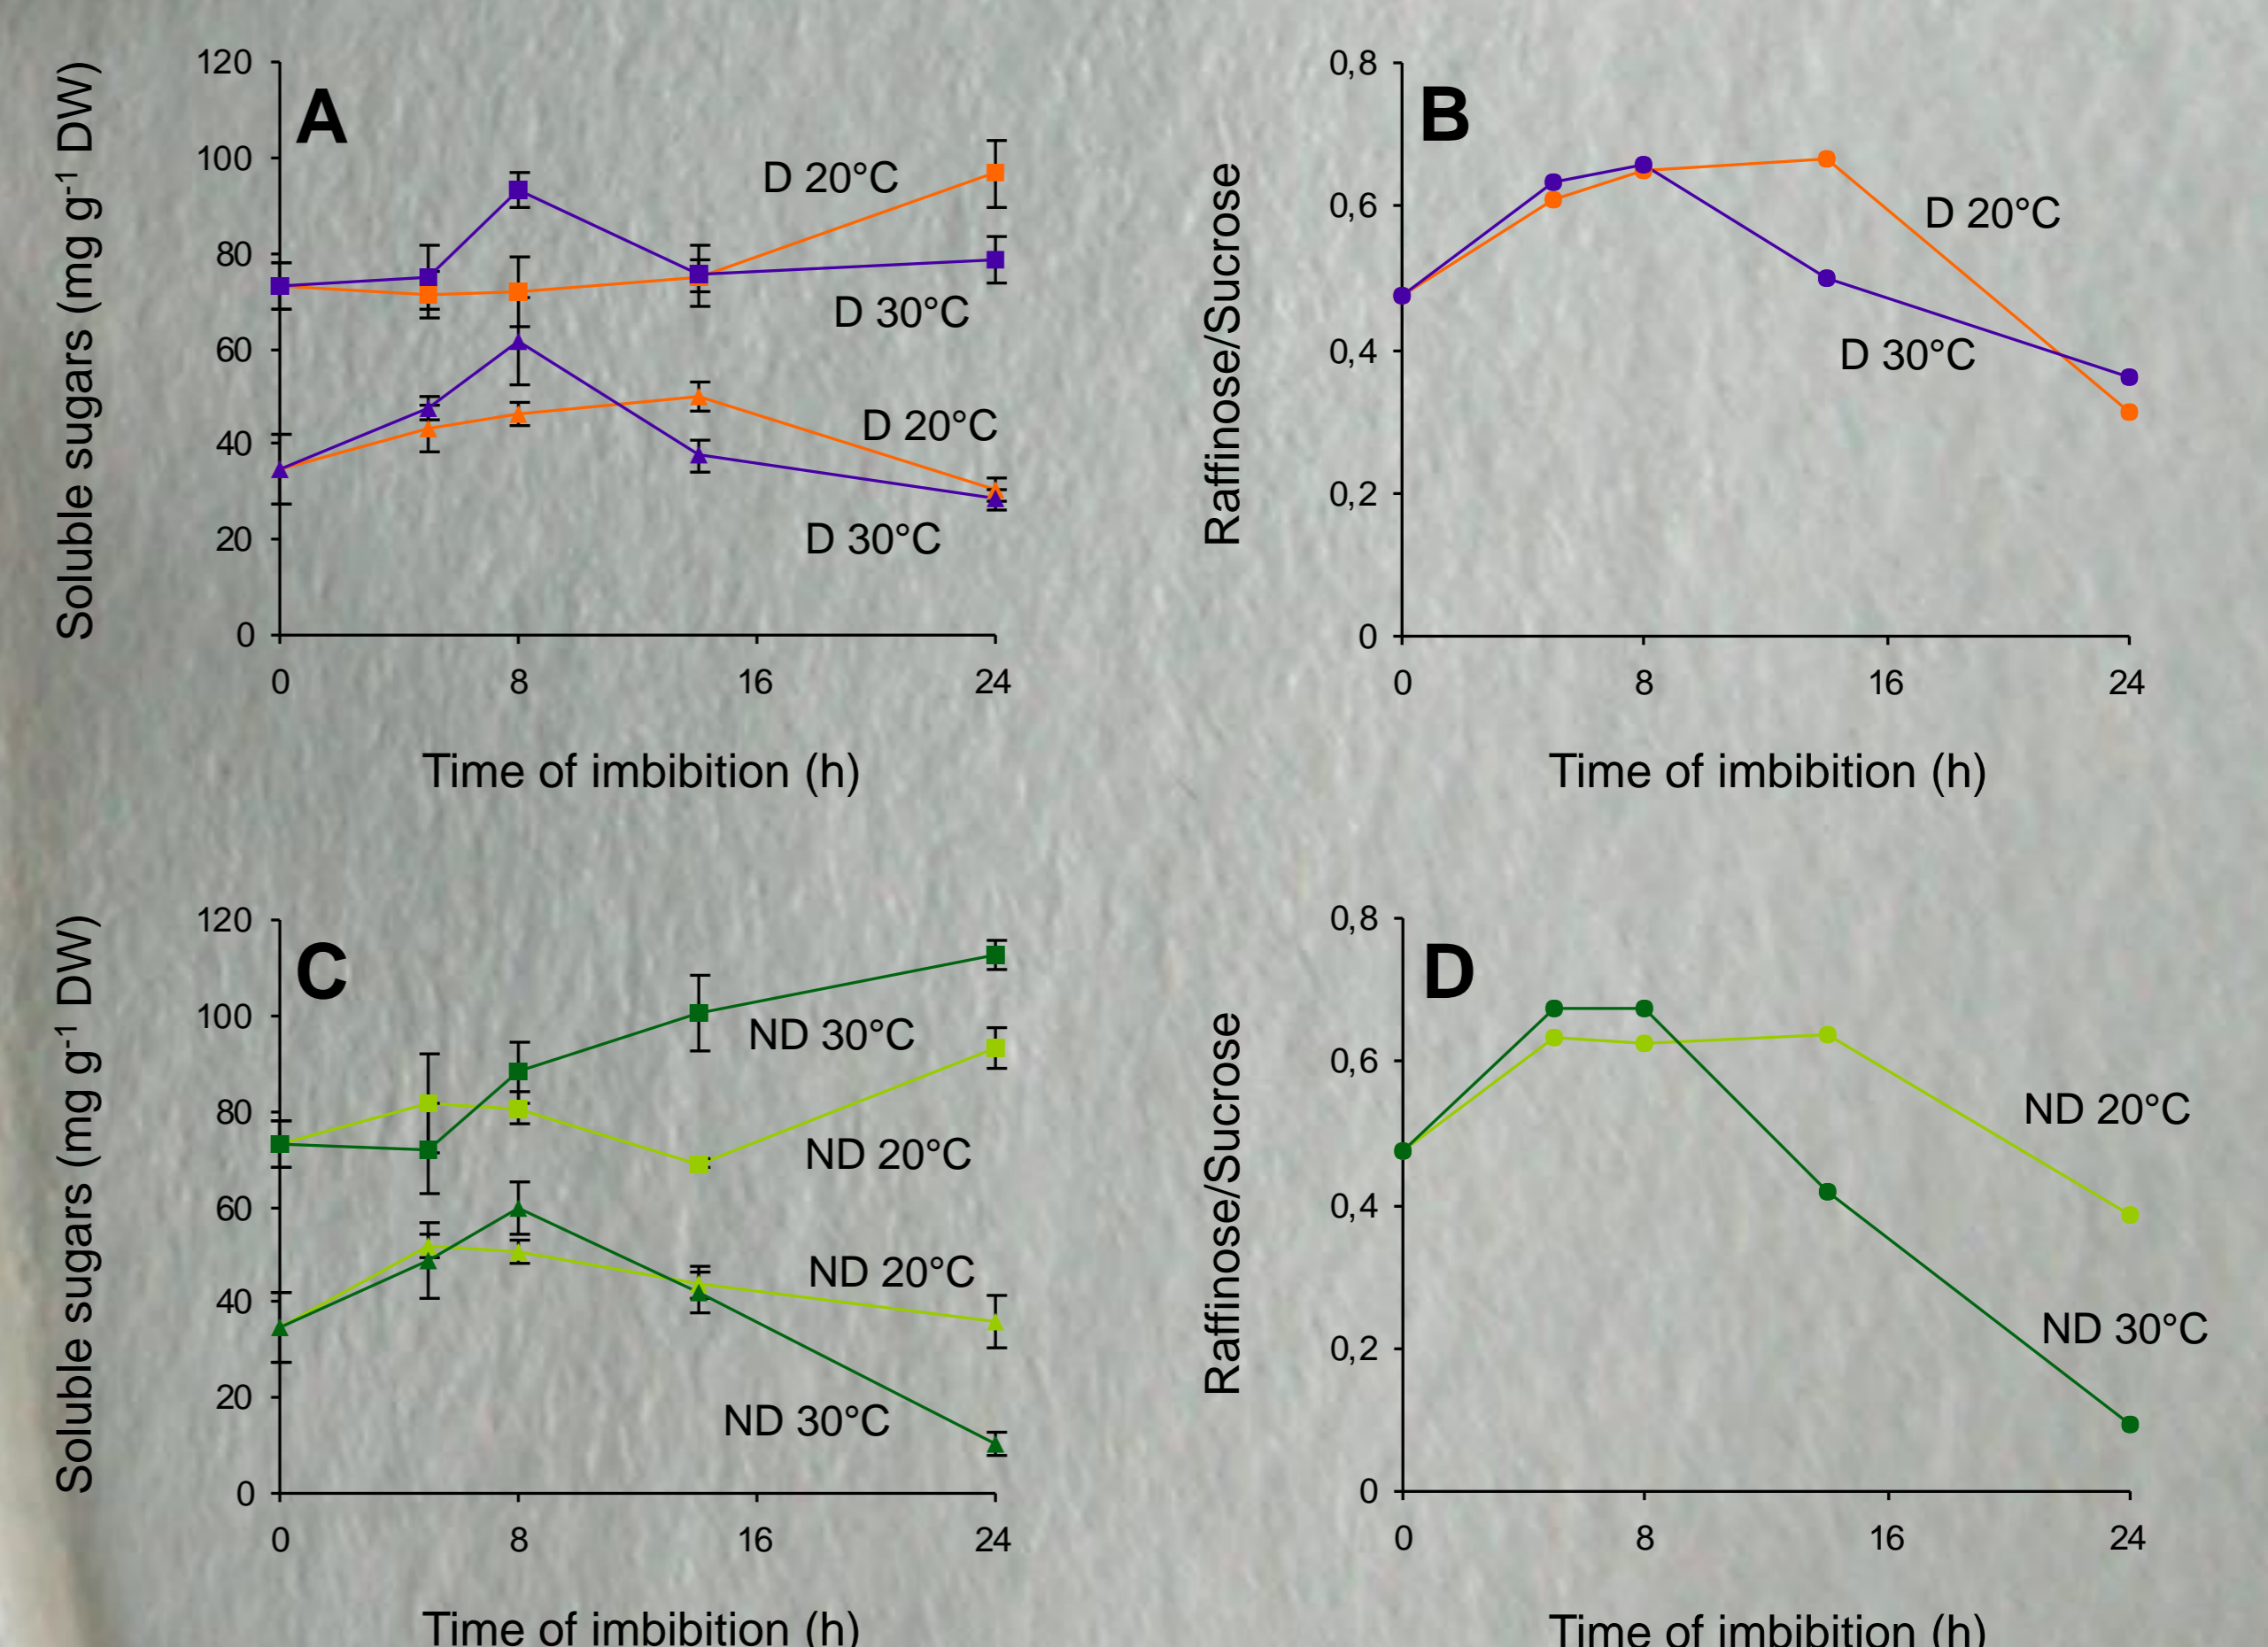 A
Soluble sugars (mg g-1 DW)
120
100
80
60
40
20
0
D 20°C
D 30°C
D 20°C
D 30°C
0 8 16 24
Time of imbibition (h)
B
Raffinose/Sucrose
0,8
0,6
0,4
0,2
0
D 20°C
D 30°C
0 8 16 24
Time of imbibition (h)
C
Soluble sugars (mg g-1 DW)
120
100
80
60
40
20
0
ND 30°C
ND 20°C
ND 20°C
ND 30°C
0 8 16 24
Time of imbibition (h)
D
Raffinose/Sucrose
0,8
0,6
0,4
0,2
0
ND 20°C
ND 30°C
0 8 16 24
Time of imbibition (h)